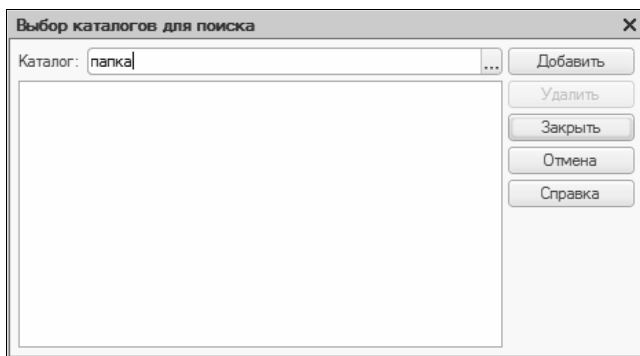 Выбор каталогов для поиска
Каталог: папка ... Добавить
Удалить
Закрыть
Отмена
Справка